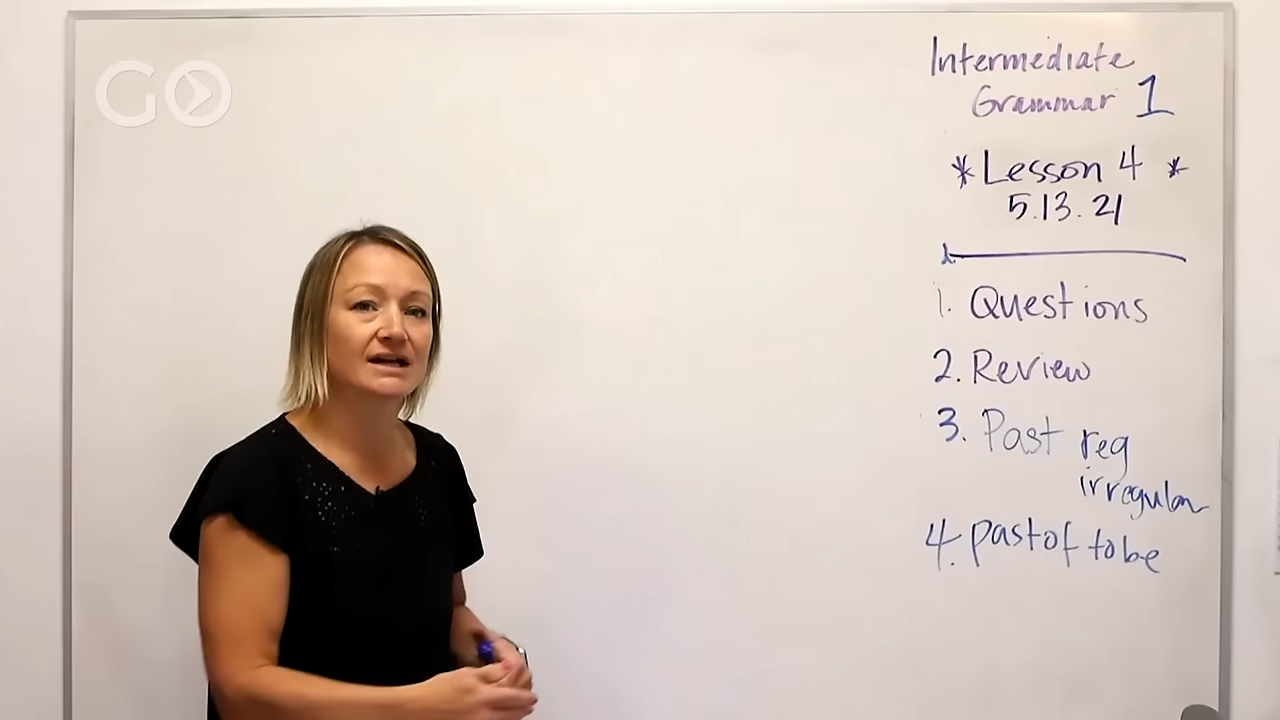 GO
Intermediate
Grammar 1
* Lesson 4 *
5.13.21
1. Questions
2. Review
3. Past reg
irregular
4. past of to be